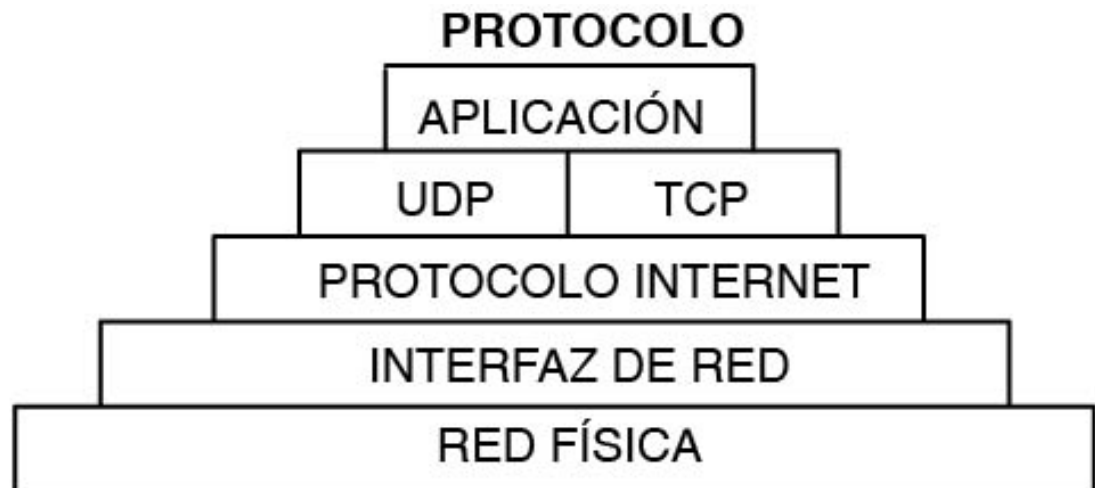 PROTOCOLO
APLICACIÓN
UDP TCP
PROTOCOLO INTERNET
INTERFAZ DE RED
RED FÍSICA